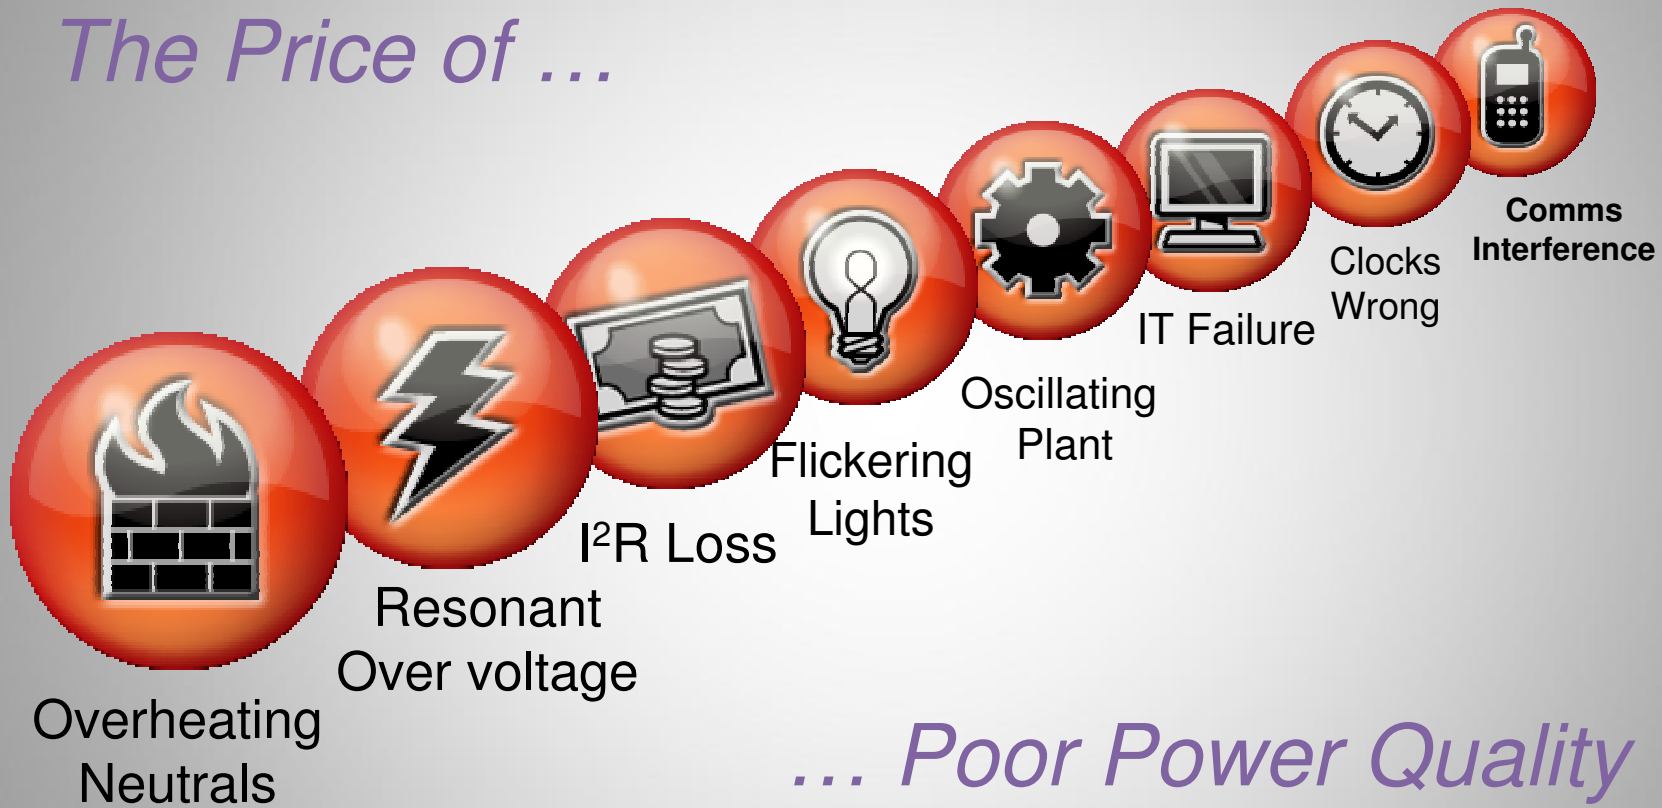 The Price of …
Overheating
Neutrals
Resonant
Over voltage
I²R Loss
Flickering
Lights
Oscillating
Plant
IT Failure
Clocks
Wrong
Comms
Interference
… Poor Power Quality